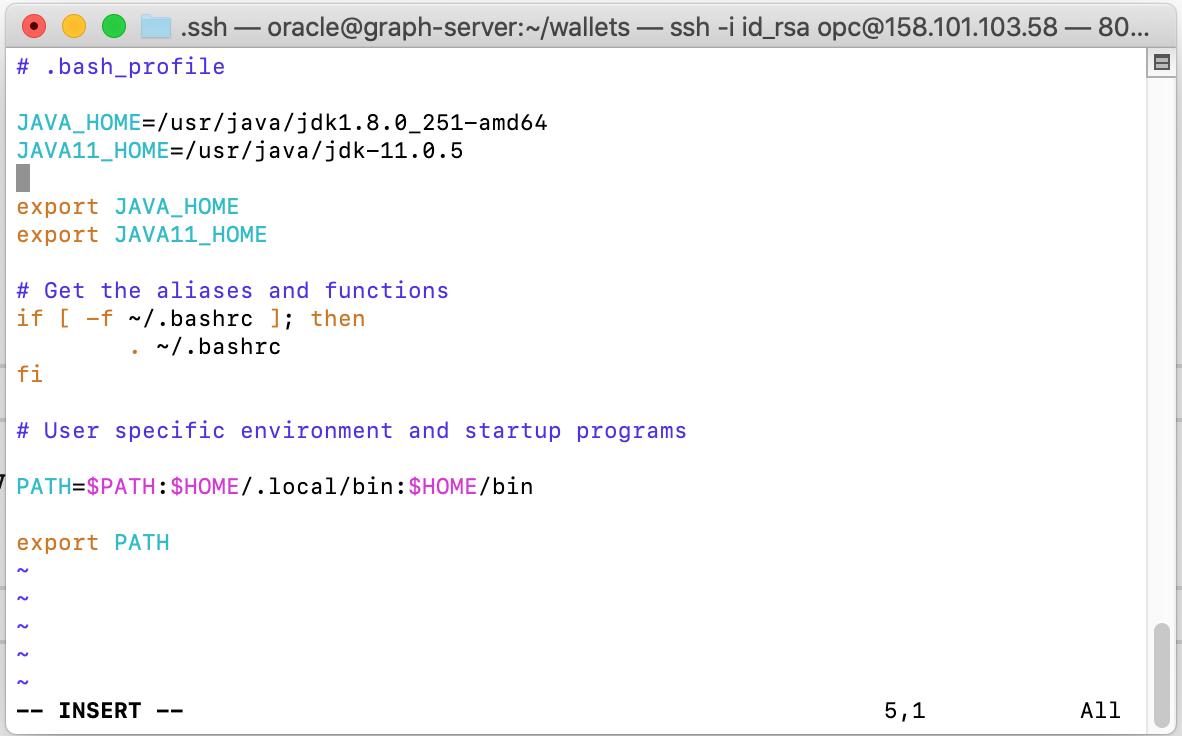 .ssh — oracle@graph-server:~/wallets — ssh -i id_rsa opc@158.101.103.58 — 80...
# .bash_profile
JAVA_HOME=/usr/java/jdk1.8.0_251-amd64
JAVA11_HOME=/usr/java/jdk-11.0.5
export JAVA_HOME
export JAVA11_HOME
# Get the aliases and functions
if [ -f ~/.bashrc ]; then
        . ~/.bashrc
fi
# User specific environment and startup programs
PATH=$PATH:$HOME/.local/bin:$HOME/bin
export PATH
~
~
~
~
~
-- INSERT --                                                  5,1           All